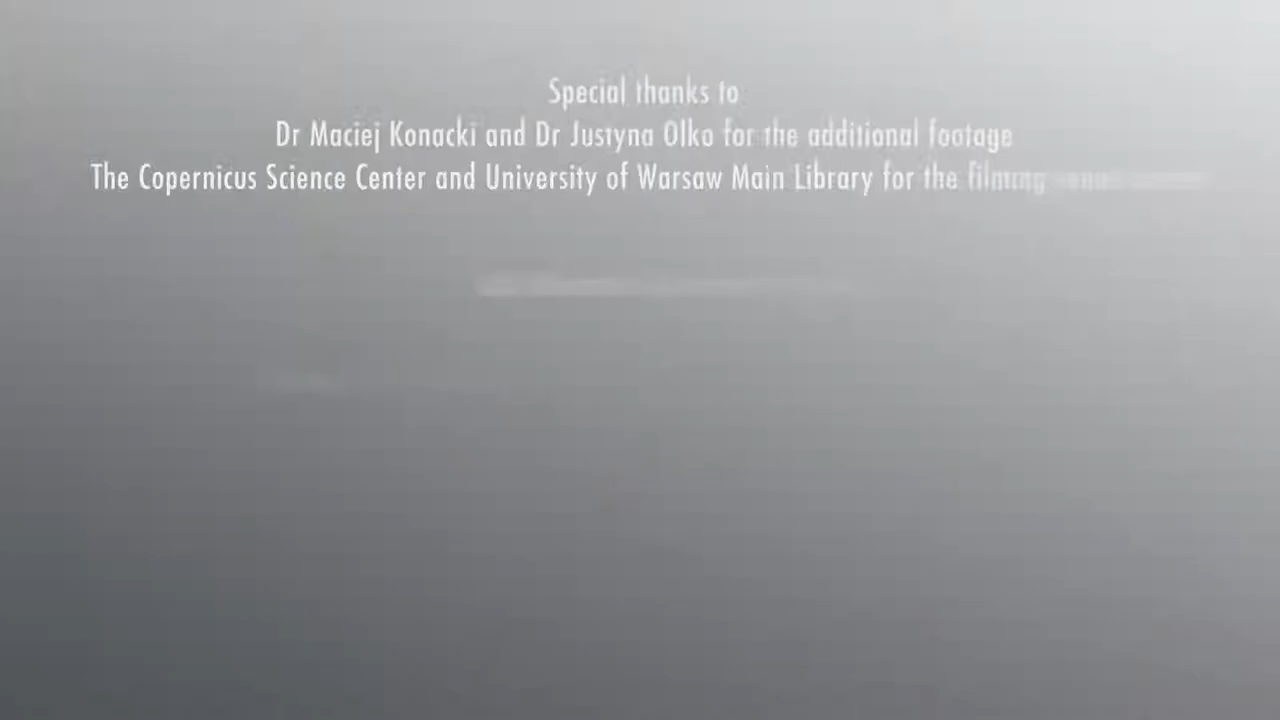 Special thanks to
Dr Maciej Konacki and Dr Justyna Olko for the additional footage
The Copernicus Science Center and University of Warsaw Main Library for the filming